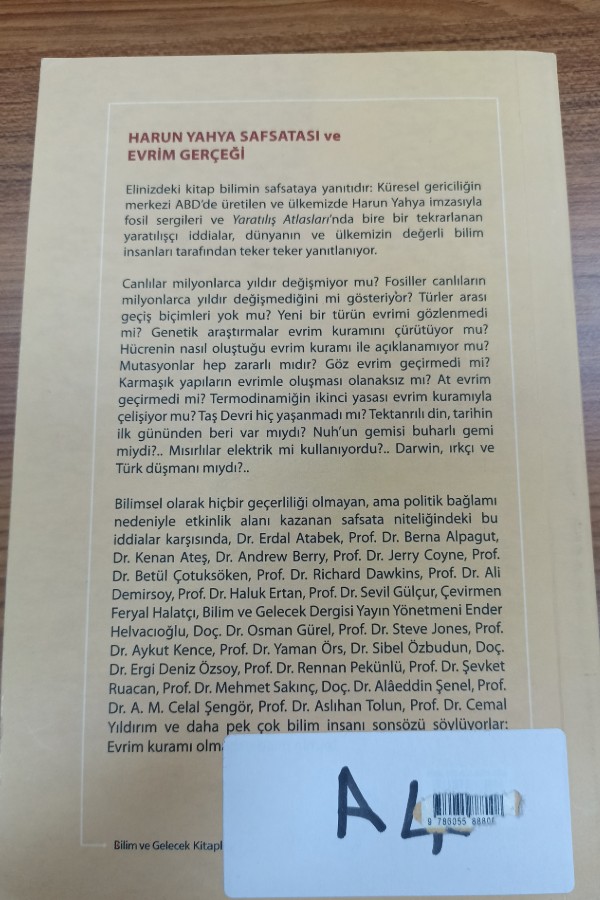 HARUN YAHYA SAFSATASI ve
EVRİM GERÇEĞİ
Elinizdeki kitap bilimin safsataya yanıtıdır: Küresel gericiliğin
merkezi ABD'de üretilen ve ülkemizde Harun Yahya imzasıyla
fosil sergileri ve Yaratılış Atlasları'nda bire bir tekrarlanan
yaratılışçı iddialar, dünyanın ve ülkemizin değerli bilim
insanları tarafından teker teker yanıtlanıyor.
Canlılar milyonlarca yıldır değişmiyor mu? Fosiller canlıların
milyonlarca yıldır değişmediğini mi gösteriyor? Türler arası
geçiş biçimleri yok mu? Yeni bir türün evrimi gözlenmedi
mi? Genetik araştırmalar evrim kuramını çürütüyor mu?
Hücrenin nasıl oluştuğu evrim kuramı ile açıklanamıyor mu?
Mutasyonlar hep zararlı mıdır? Göz evrim geçirmedi mi?
Karmaşık yapıların evrimle oluşması olanaksız mı? At evrim
geçirmedi mi? Termodinamiğin ikinci yasası evrim kuramıyla
çelişiyor mu? Taş Devri hiç yaşanmadı mı? Tektanrılı din, tarihin
ilk gününden beri var mıydı? Nuh'un gemisi buharlı gemi
miydi?.. Mısırlılar elektrik mi kullanıyordu?.. Darwin, ırkçı ve
Türk düşmanı mıydı?..
Bilimsel olarak hiçbir geçerliliği olmayan, ama politik bağlamı
nedeniyle etkinlik alanı kazanan safsata niteliğindeki bu
iddialar karşısında, Dr. Erdal Atabek, Prof. Dr. Berna Alpagut,
Dr. Kenan Ateş, Dr. Andrew Berry, Prof. Dr. Jerry Coyne, Prof.
Dr. Betül Çotuksöken, Prof. Dr. Richard Dawkins, Prof. Dr. Ali
Demirsoy, Prof. Dr. Haluk Ertan, Prof. Dr. Sevil Gülçur, Çevirmen
Feryal Halatçı, Bilim ve Gelecek Dergisi Yayın Yönetmeni Ender
Helvacıoğlu, Doç. Dr. Osman Gürel, Prof. Dr. Steve Jones, Prof.
Dr. Aykut Kence, Prof. Dr. Yaman Örs, Dr. Sibel Özbudun, Doç.
Dr. Ergi Deniz Özsoy, Prof. Dr. Rennan Pekünlü, Prof. Dr. Şevket
Ruacan, Prof. Dr. Mehmet Sakınç, Doç. Dr. Alâeddin Şenel, Prof.
Dr. A. M. Celal Şengör, Prof. Dr. Aslıhan Tolun, Prof. Dr. Cemal
Yıldırım ve daha pek çok bilim insanı sonsözü söylüyorlar:
Evrim kuramı
A4
Bilim ve Gelecek